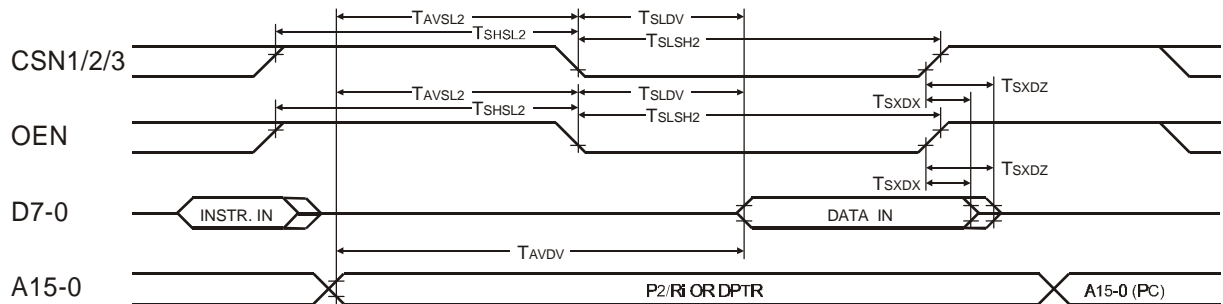 TAVSL2 TSLDV
TSHSL2 TSLSH2
CSN1/2/3
TSXDZ
TAVSL2 TSLDV TSXDX
TSHSL2 TSLSH2
OEN
TSXDZ
TSXDX
D7-0 INSTR. IN DATA IN
TAVDV
A15-0 P2/Ri OR DPTR A15-0 (PC)